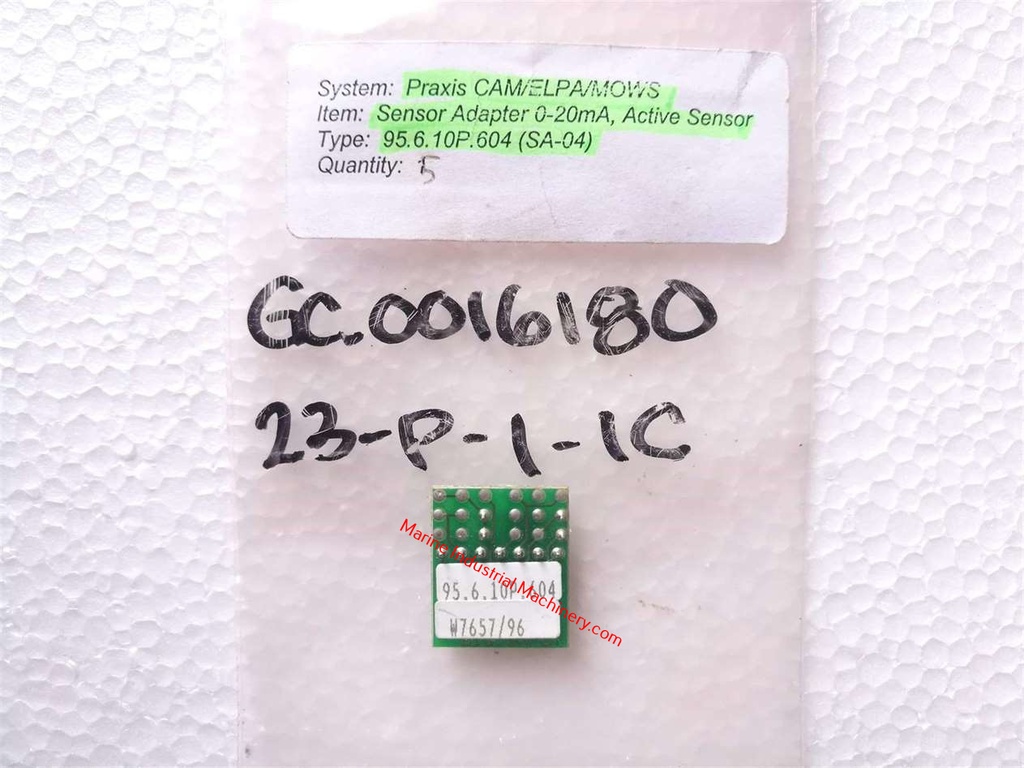 System: Praxis CAM/ELPA/MOWS
Item: Sensor Adapter 0-20mA, Active Sensor
Type: 95.6.10P.604 (SA-04)
Quantity: 5
GC.0016180
23-P-1-1C
95.6.10P.604
W7657/96
Marine Industrial Machinery.com